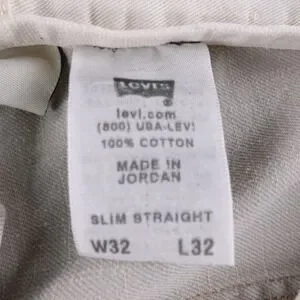 LEVI'S
®
levi.com
(800) USA-LEVI
100% COTTON
MADE IN
JORDAN
SLIM STRAIGHT
W32 L32